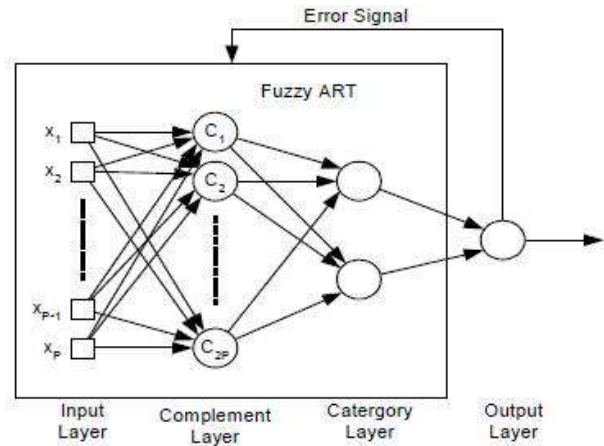 Error Signal
Fuzzy ART
X1
C1
X2
C2
XP-1
XP
C2P
Input Layer
Complement Layer
Catergory Layer
Output Layer